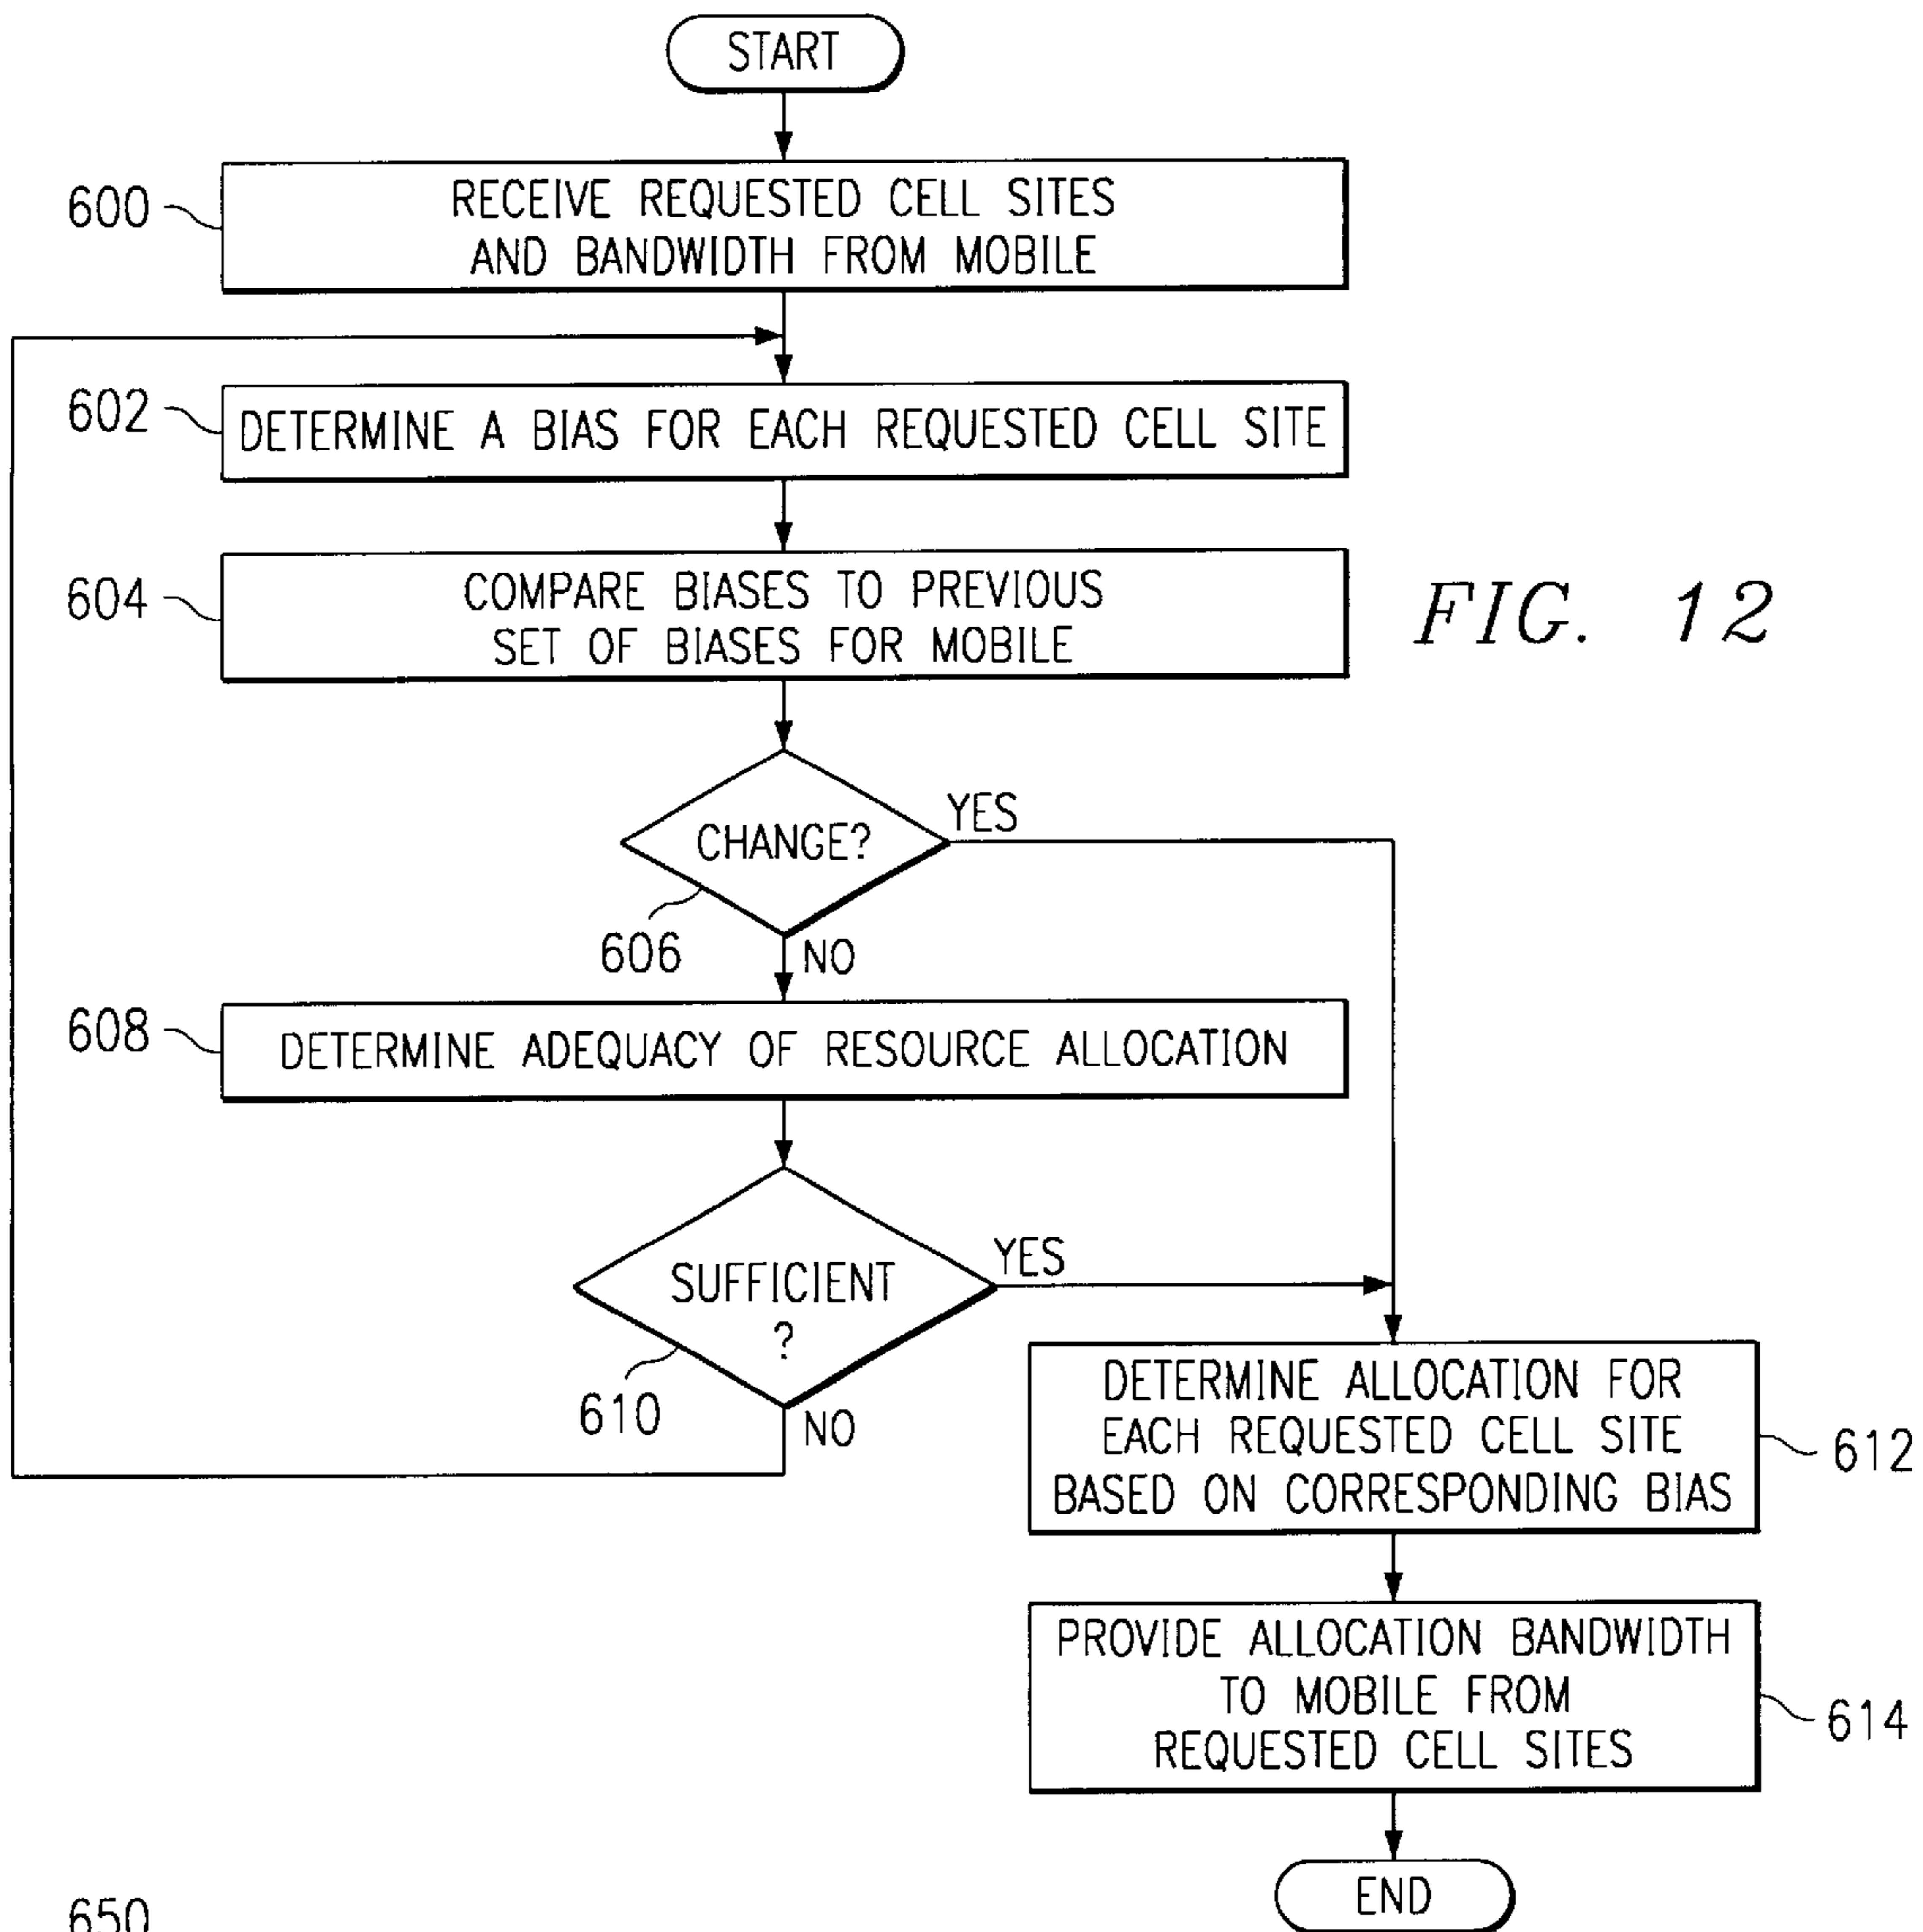 START
600
RECEIVE REQUESTED CELL SITES
AND BANDWIDTH FROM MOBILE
602
DETERMINE A BIAS FOR EACH REQUESTED CELL SITE
604
COMPARE BIASES TO PREVIOUS
SET OF BIASES FOR MOBILE
FIG. 12
CHANGE?
YES
606
NO
608
DETERMINE ADEQUACY OF RESOURCE ALLOCATION
SUFFICIENT
?
YES
610
NO
DETERMINE ALLOCATION FOR
EACH REQUESTED CELL SITE
BASED ON CORRESPONDING BIAS
612
PROVIDE ALLOCATION BANDWIDTH
TO MOBILE FROM
REQUESTED CELL SITES
614
END
650